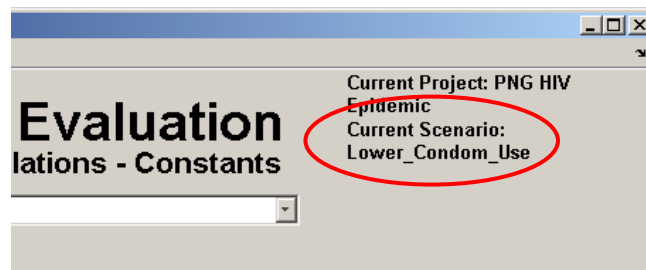 Current Project: PNG HIV
Epidemic
Evaluation
Current Scenario:
Lower_Condom_Use
lations - Constants